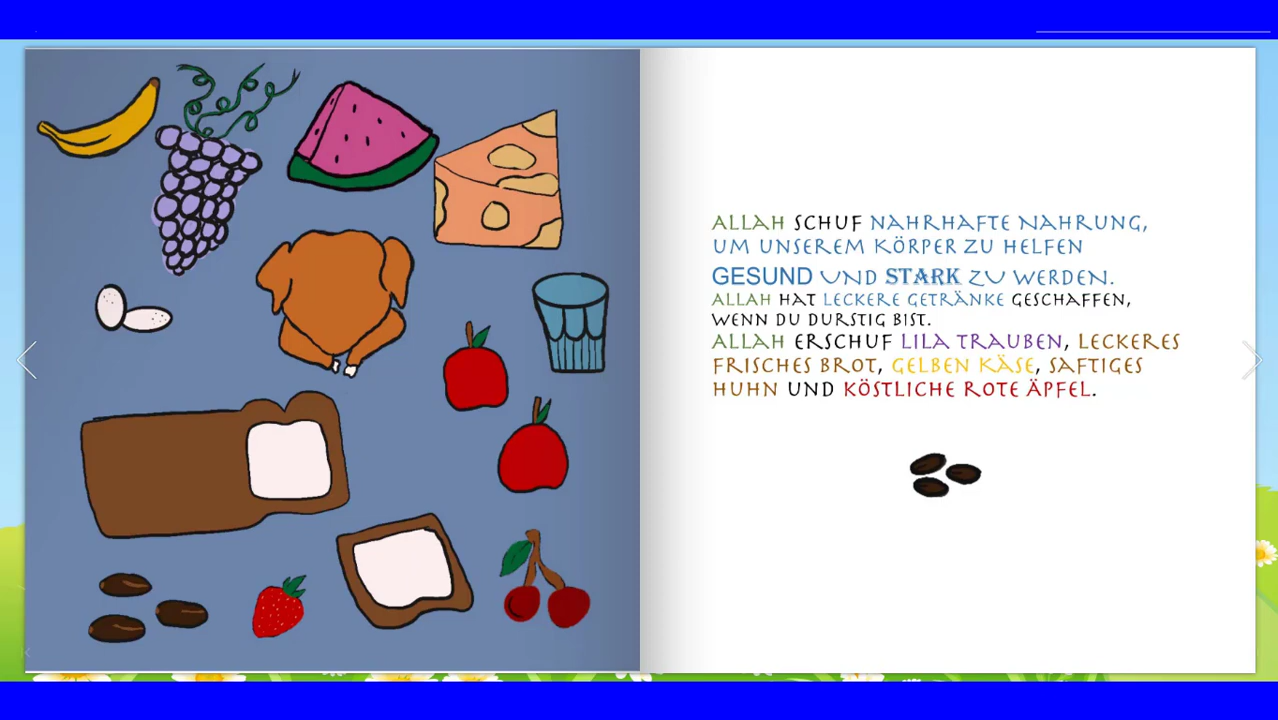 ALLAH SCHUF NAHRHAFTE NAHRUNG,
UM UNSEREM KÖRPER ZU HELFEN
GESUND UND STARK ZU WERDEN.
ALLAH HAT LECKERE GETRÄNKE GESCHAFFEN,
WENN DU DURSTIG BIST.
ALLAH ERSCHUF LILA TRAUBEN, LECKERES
FRISCHES BROT, GELBEN KÄSE, SAFTIGES
HUHN UND KÖSTLICHE ROTE ÄPFEL.